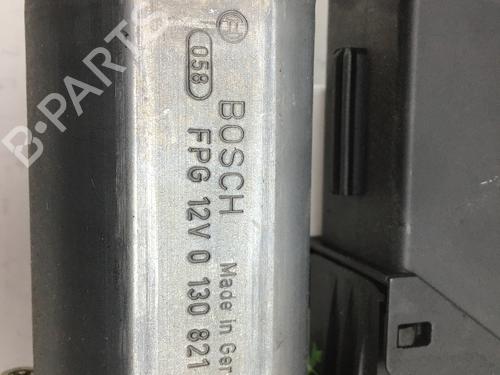 058
BOSCH Made in Ger
FPG 12V 0 130 821
B-PARTS